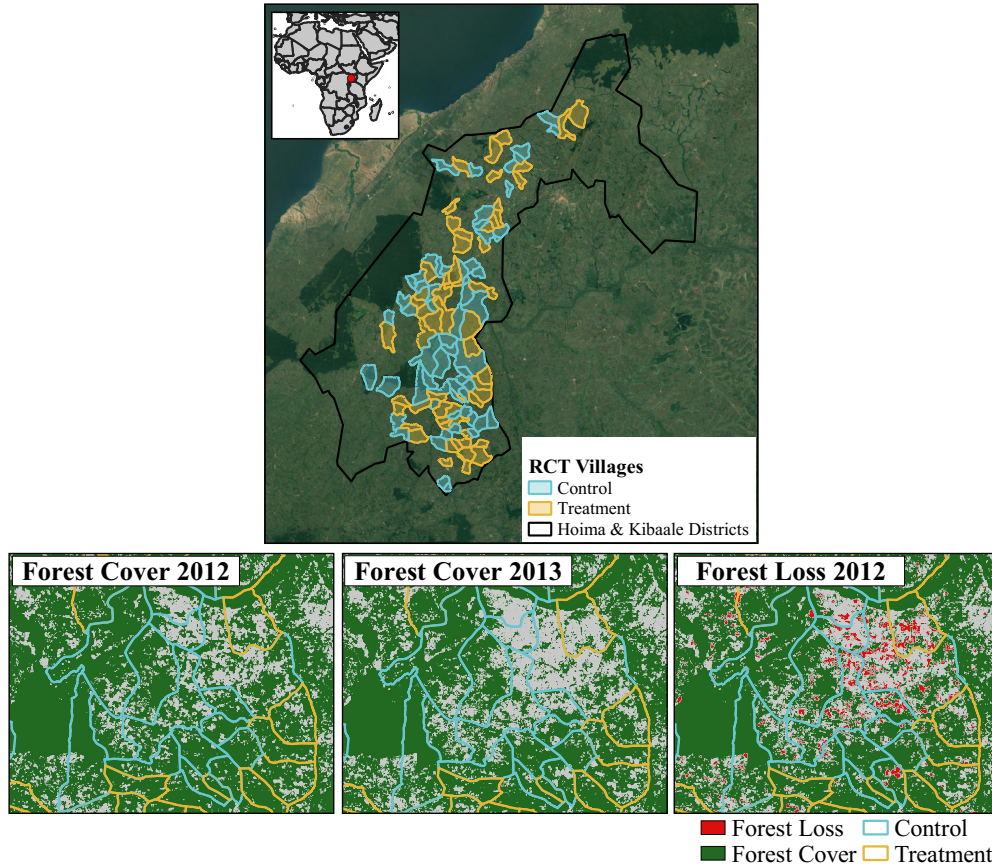 RCT Villages
Control
Treatment
Hoima & Kibaale Districts
Forest Cover 2012
Forest Cover 2013
Forest Loss 2012
Forest Loss
Control
Forest Cover
Treatment